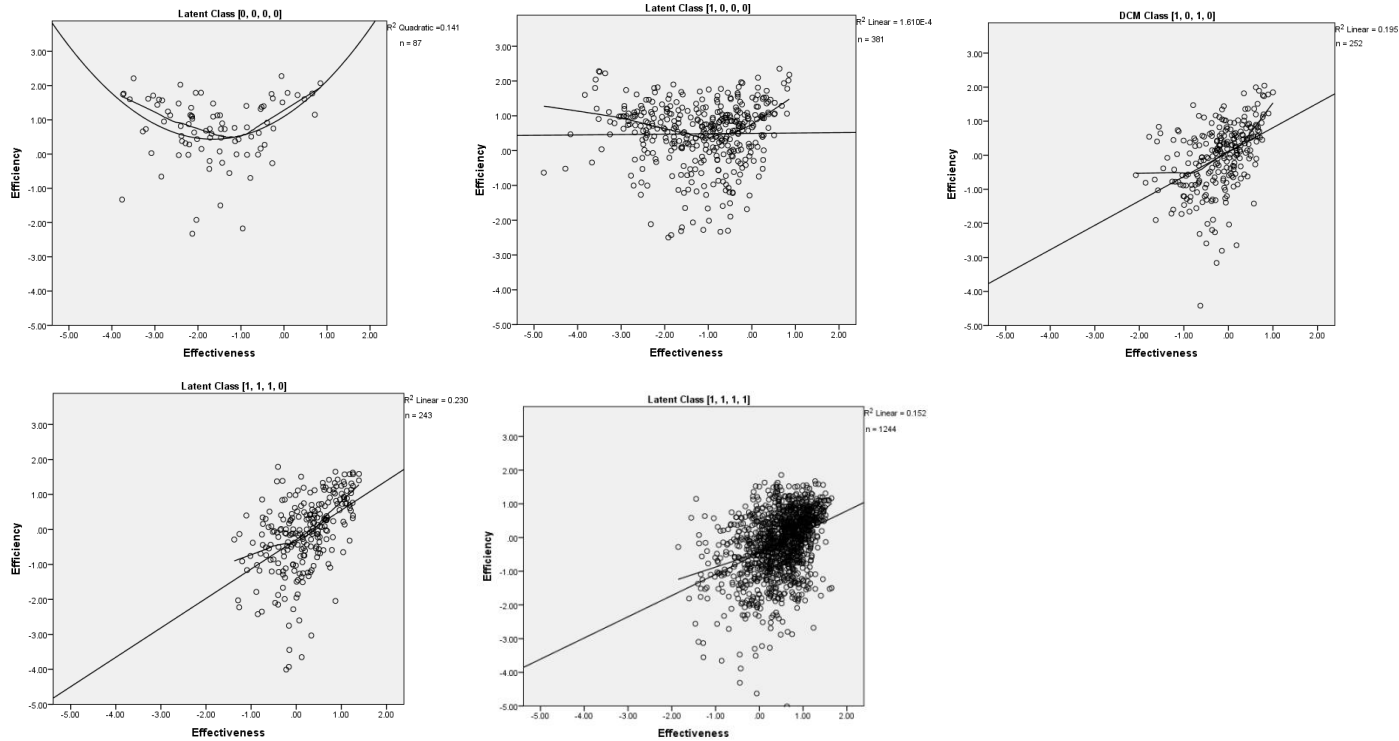 Latent Class [0, 0, 0, 0]
R² Quadratic =0.141
n = 87
3.00
2.00
1.00
.00
-1.00
-2.00
-3.00
-4.00
-5.00
Efficiency
-5.00 -4.00 -3.00 -2.00 -1.00 .00 1.00 2.00
Effectiveness
Latent Class [1, 0, 0, 0]
R² Linear = 1.610E-4
n = 381
3.00
2.00
1.00
.00
-1.00
-2.00
-3.00
-4.00
-5.00
Efficiency
-5.00 -4.00 -3.00 -2.00 -1.00 .00 1.00 2.00
Effectiveness
DCM Class [1, 0, 1, 0]
R² Linear = 0.195
n = 252
3.00
2.00
1.00
.00
-1.00
-2.00
-3.00
-4.00
-5.00
Efficiency
-5.00 -4.00 -3.00 -2.00 -1.00 .00 1.00 2.00
Effectiveness
Latent Class [1, 1, 1, 0]
R² Linear = 0.230
n = 243
3.00
2.00
1.00
.00
-1.00
-2.00
-3.00
-4.00
-5.00
Efficiency
-5.00 -4.00 -3.00 -2.00 -1.00 .00 1.00 2.00
Effectiveness
Latent Class [1, 1, 1, 1]
R² Linear = 0.152
n = 1244
3.00
2.00
1.00
.00
-1.00
-2.00
-3.00
-4.00
-5.00
Efficiency
-5.00 -4.00 -3.00 -2.00 -1.00 .00 1.00 2.00
Effectiveness